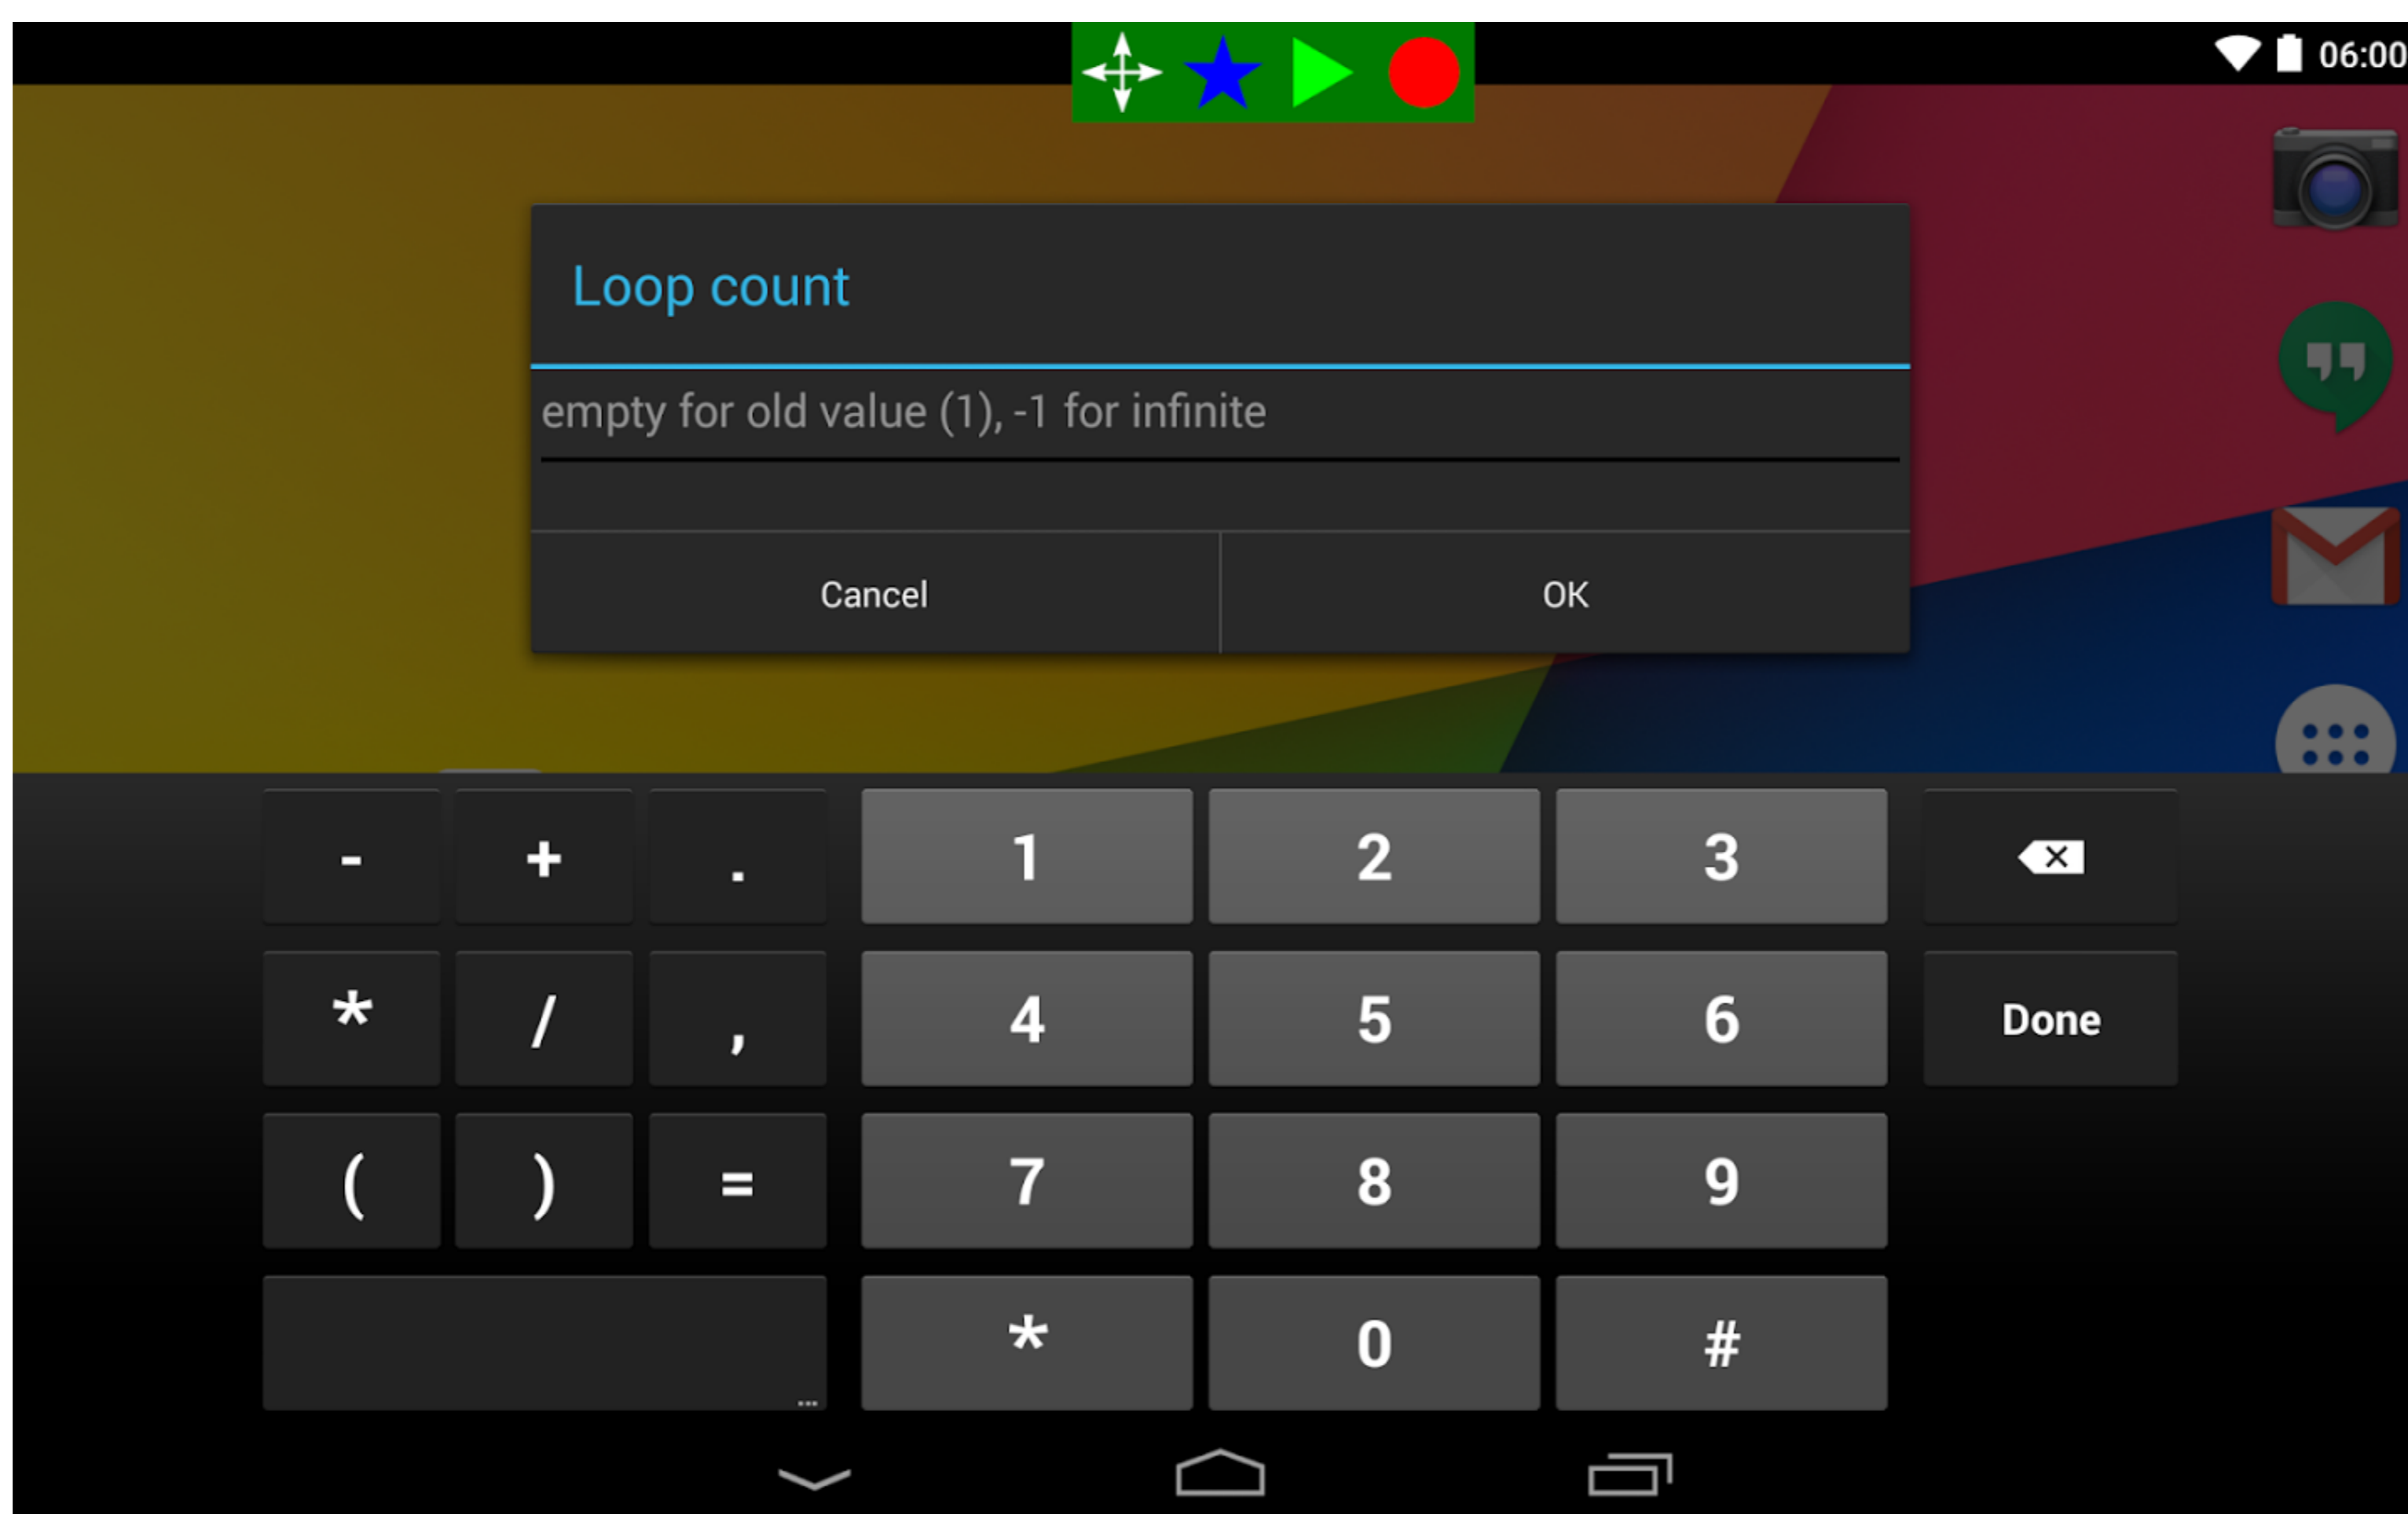 06:00
Loop count
empty for old value (1), -1 for infinite
Cancel OK
- + . 1 2 3
* / , 4 5 6 Done
( ) = 7 8 9
... * 0 #